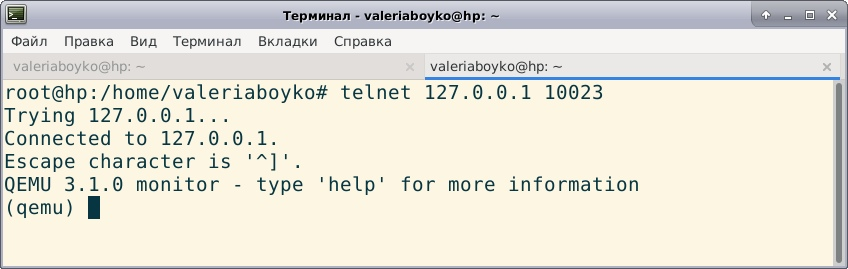 Терминал - valeriaboyko@hp: ~
Файл Правка Вид Терминал Вкладки Справка
valeriaboyko@hp: ~ valeriaboyko@hp: ~
root@hp:/home/valeriaboyko# telnet 127.0.0.1 10023
Trying 127.0.0.1...
Connected to 127.0.0.1.
Escape character is '^]'.
QEMU 3.1.0 monitor - type 'help' for more information
(qemu)